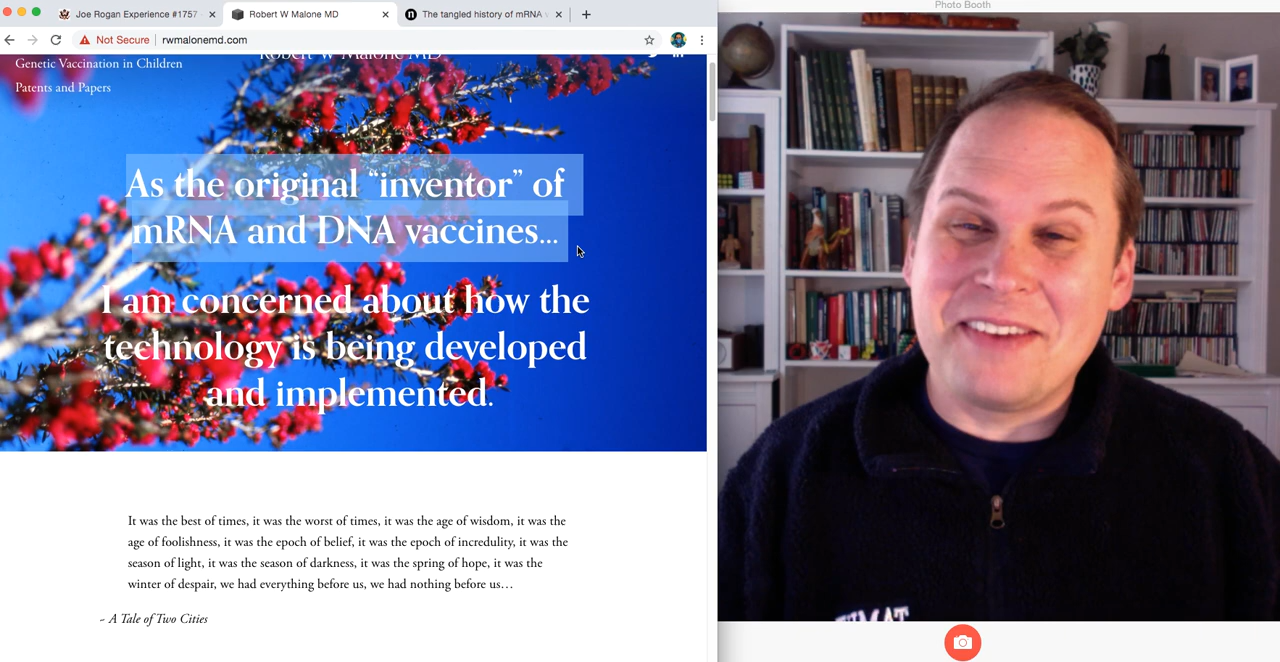 Photo Booth
Joe Rogan Experience #1757
Robert W Malone MD
The tangled history of mRNA
Not Secure
rwmalonemd.com
Robert W Malone MD
Genetic Vaccination in Children
Patents and Papers
As the original “inventor” of
mRNA and DNA vaccines...
I am concerned about how the
technology is being developed
and implemented.
It was the best of times, it was the worst of times, it was the age of wisdom, it was the
age of foolishness, it was the epoch of belief, it was the epoch of incredulity, it was the
season of light, it was the season of darkness, it was the spring of hope, it was the
winter of despair, we had everything before us, we had nothing before us…
~ A Tale of Two Cities